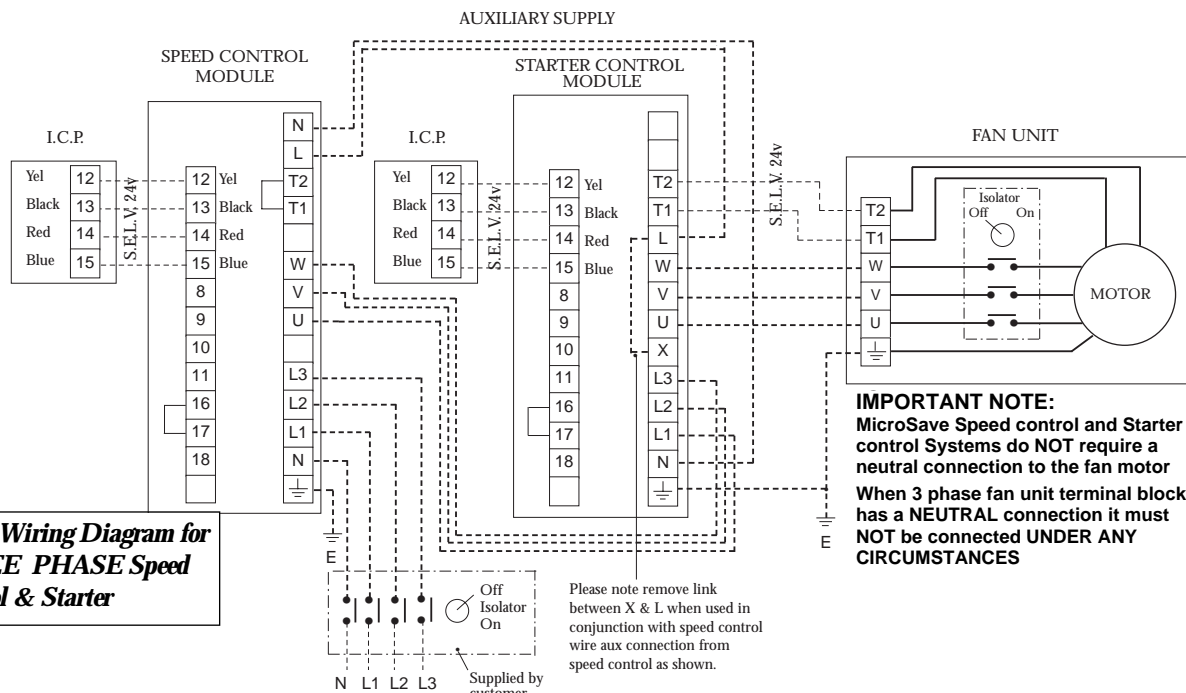 AUXILIARY SUPPLY
SPEED CONTROL
MODULE
STARTER CONTROL
MODULE
I.C.P.
Yel 12
Black 13
Red 14
Blue 15
S.E.L.V. 24v
12 Yel
13 Black
14 Red
15 Blue
8
9
10
11
16
17
18
N
L
T2
T1
W
V
U
L3
L2
L1
N
E
I.C.P.
Yel 12
Black 13
Red 14
Blue 15
S.E.L.V. 24v
12 Yel
13 Black
14 Red
15 Blue
8
9
10
11
16
17
18
T2
T1
L
W
V
U
X
L3
L2
L1
N
S.E.L.V. 24v
FAN UNIT
T2
T1
W
V
U
Isolator
Off On
MOTOR
E
IMPORTANT NOTE:
MicroSave Speed control and Starter
control Systems do NOT require a
neutral connection to the fan motor
When 3 phase fan unit terminal block
has a NEUTRAL connection it must
NOT be connected UNDER ANY
CIRCUMSTANCES
Wiring Diagram for
EE PHASE Speed
l & Starter
Off
Isolator
On
N L1 L2 L3
Supplied by
customer
Please note remove link
between X & L when used in
conjunction with speed control
wire aux connection from
speed control as shown.